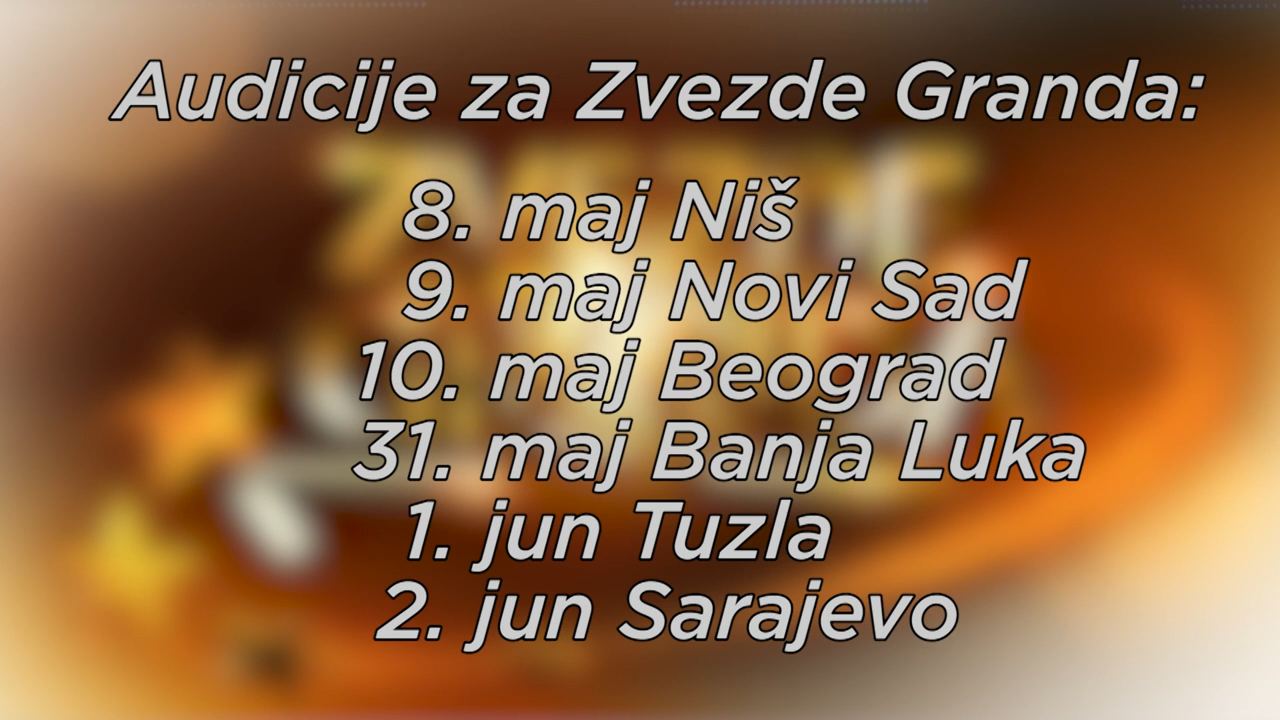 Audicije za Zvezde Granda:
8. maj Niš
9. maj Novi Sad
10. maj Beograd
31. maj Banja Luka
1. jun Tuzla
2. jun Sarajevo